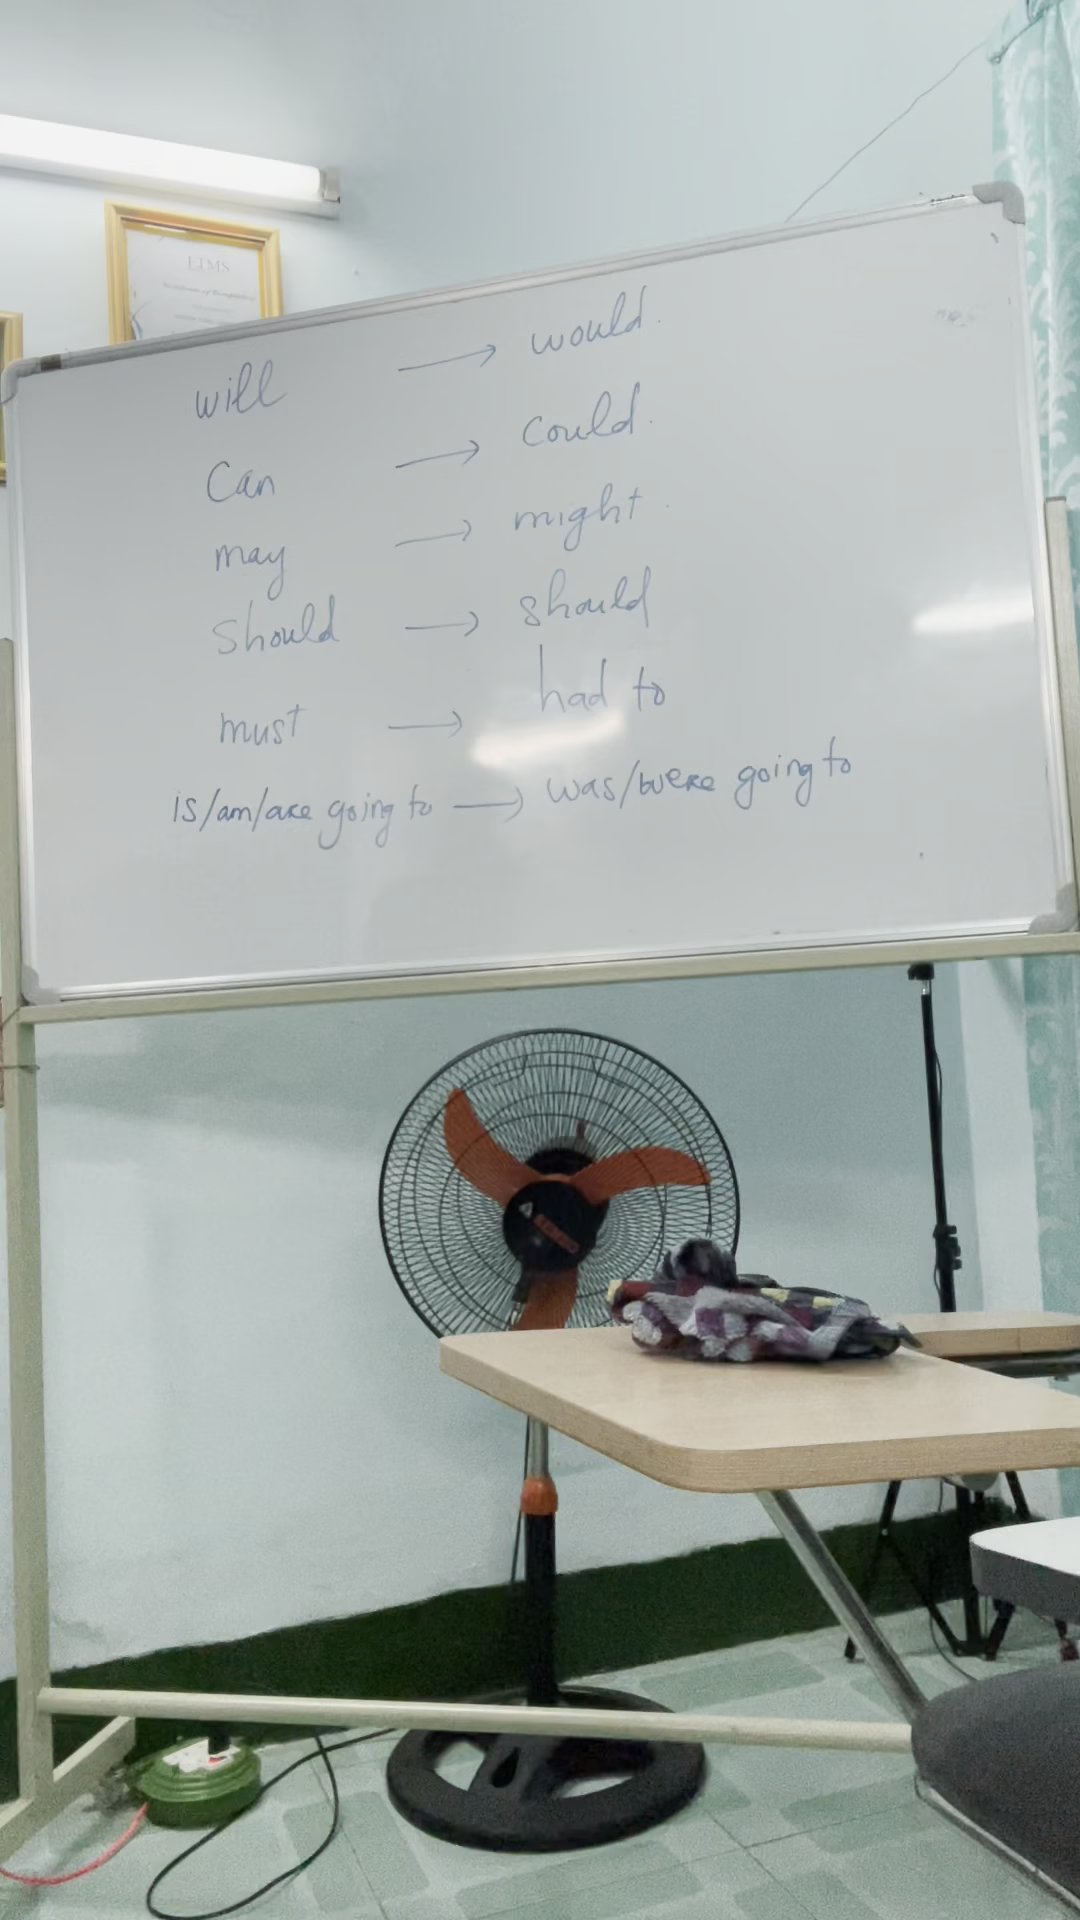 EIMS
will → would.
Can → Could.
may → might.
Should → should
must → had to
is/am/are going to → was/were going to